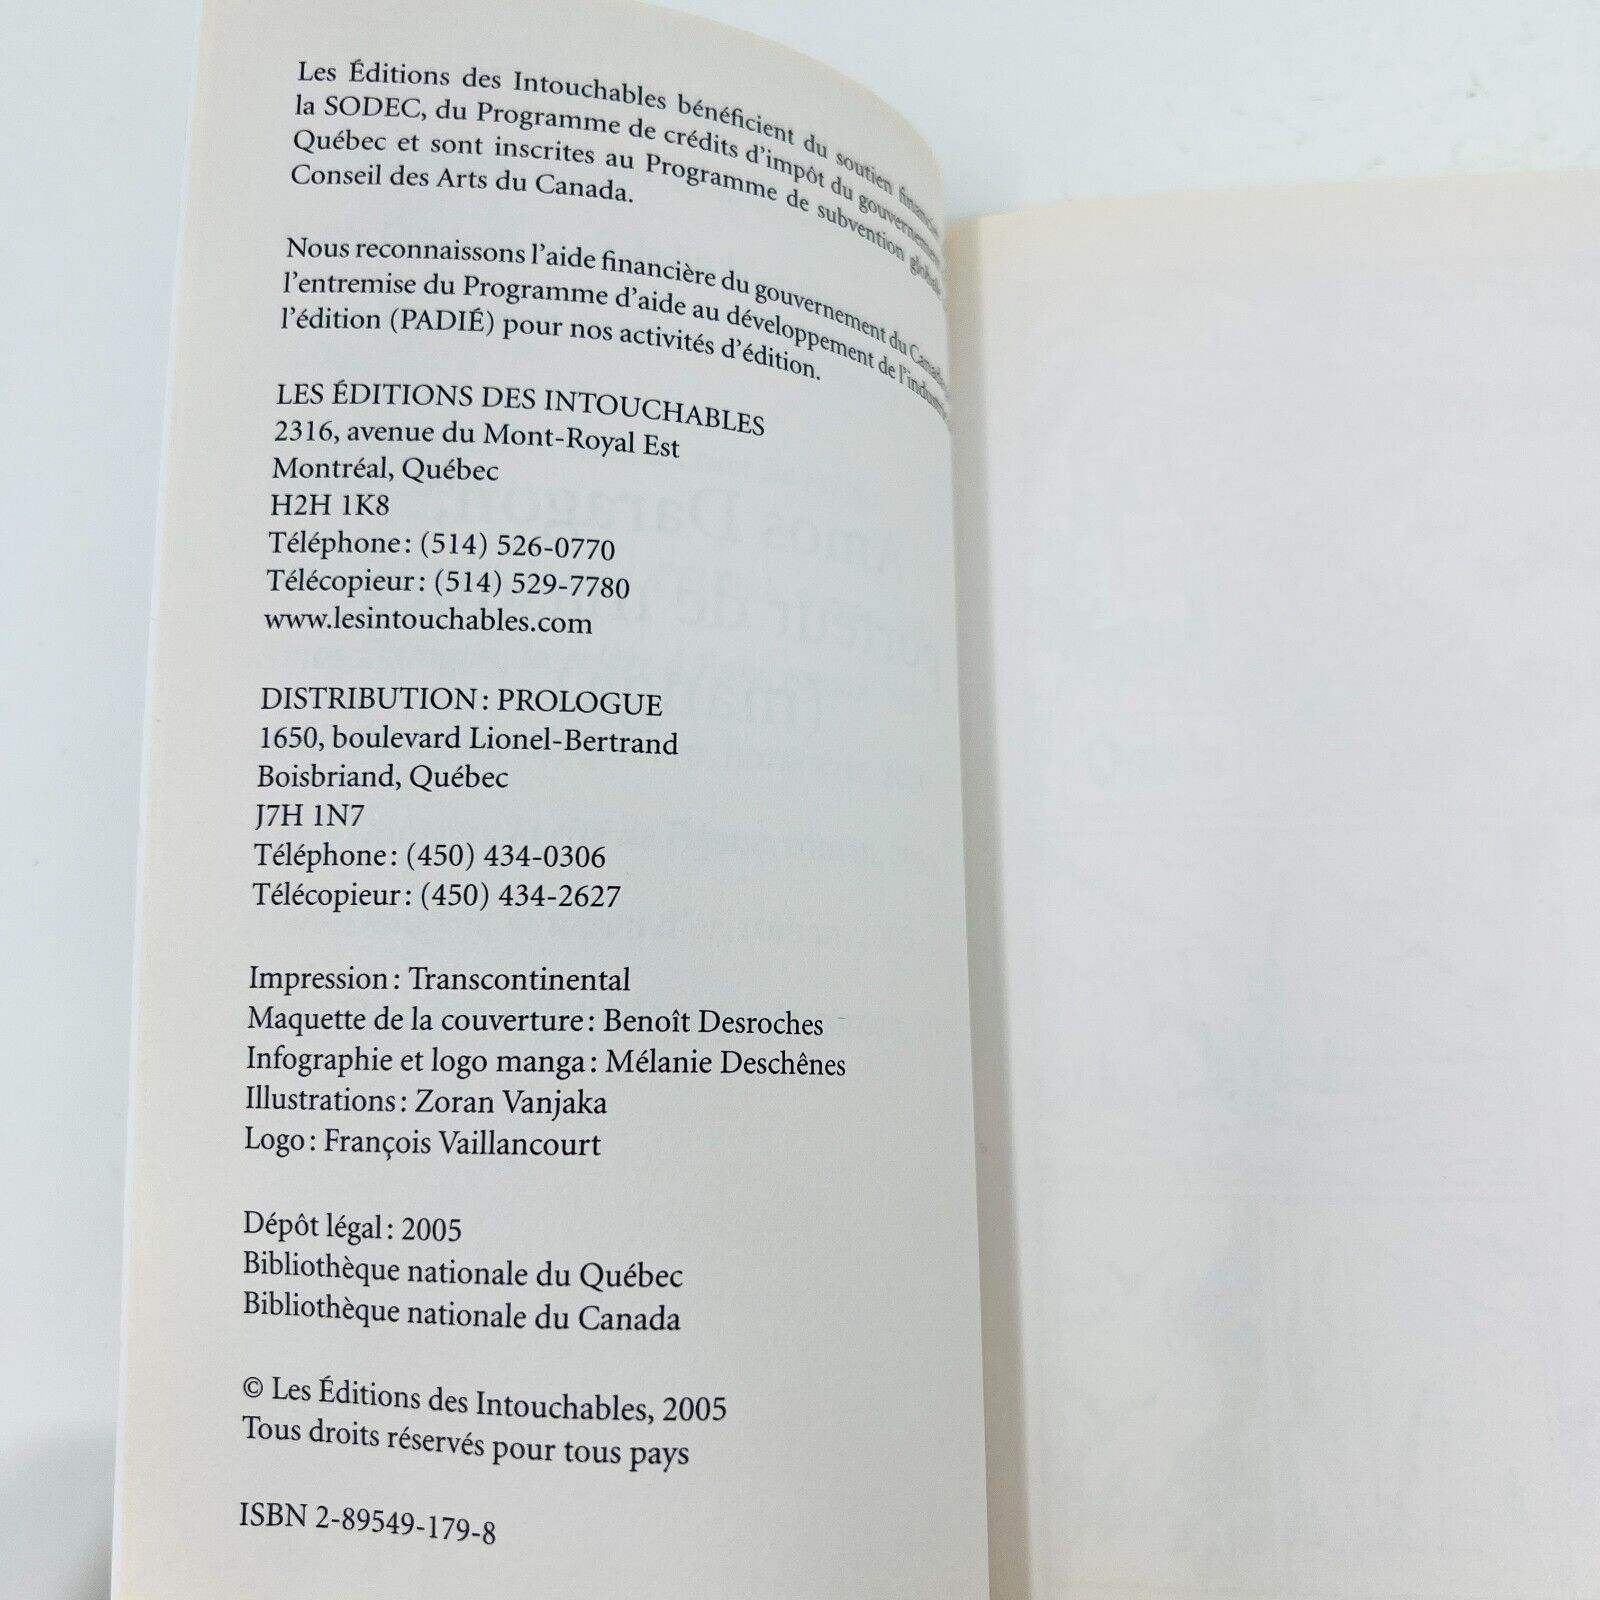 Les Éditions des Intouchables bénéficient du soutien financier
la SODEC, du Programme de crédits d'impôt du gouvernement
Québec et sont inscrites au Programme de subvention globale
Conseil des Arts du Canada.
Nous reconnaissons l'aide financière du gouvernement du Canada
l'entremise du Programme d'aide au développement de l'industrie
l'édition (PADIÉ) pour nos activités d'édition.
LES ÉDITIONS DES INTOUCHABLES
2316, avenue du Mont-Royal Est
Montréal, Québec
H2H 1K8
Téléphone : (514) 526-0770
Télécopieur : (514) 529-7780
www.lesintouchables.com
DISTRIBUTION : PROLOGUE
1650, boulevard Lionel-Bertrand
Boisbriand, Québec
J7H 1N7
Téléphone : (450) 434-0306
Télécopieur : (450) 434-2627
Impression : Transcontinental
Maquette de la couverture : Benoît Desroches
Infographie et logo manga : Mélanie Deschênes
Illustrations : Zoran Vanjaka
Logo : François Vaillancourt
Dépôt légal : 2005
Bibliothèque nationale du Québec
Bibliothèque nationale du Canada
© Les Éditions des Intouchables, 2005
Tous droits réservés pour tous pays
ISBN 2-89549-179-8